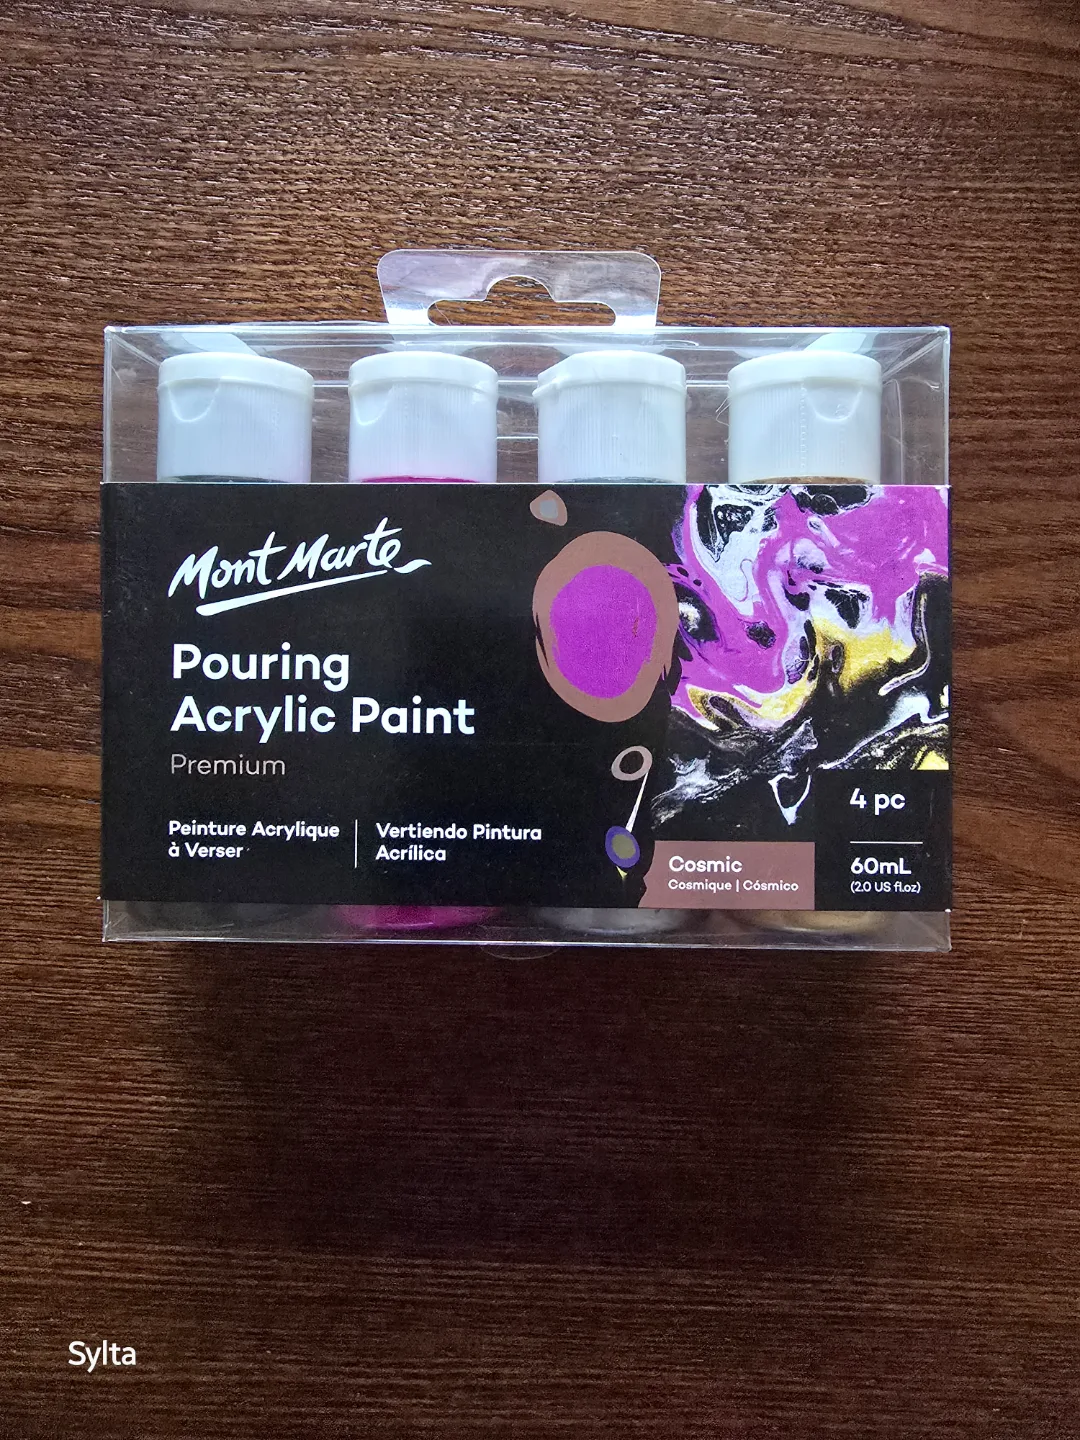 Mont Marte
Pouring
Acrylic Paint
Premium
Peinture Acrylique
à Verser
Vertiendo Pintura
Acrílica
Cosmic
Cosmique | Cósmico
4 pc
60mL
(2.0 US fl.oz)
Sylta